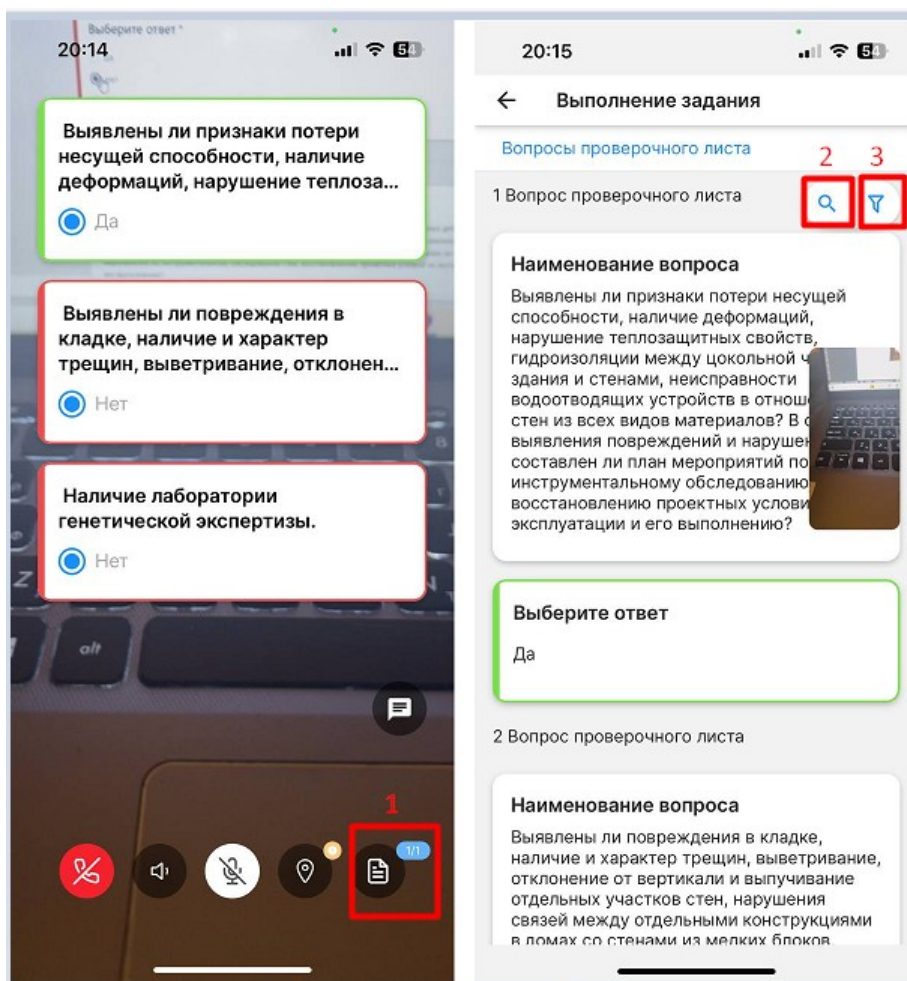 Выберите ответ *
20:14
54
Выявлены ли признаки потери
несущей способности, наличие
деформаций, нарушение теплоза...
Да
Выявлены ли повреждения в
кладке, наличие и характер
трещин, выветривание, отклонен...
Нет
Наличие лаборатории
генетической экспертизы.
Нет
Z
alt
1
1/1
20:15
54
Выполнение задания
Вопросы проверочного листа
2
3
1 Вопрос проверочного листа
Наименование вопроса
Выявлены ли признаки потери несущей
способности, наличие деформаций,
нарушение теплозащитных свойств,
гидроизоляции между цокольной ч
здания и стенами, неисправности
водоотводящих устройств в отнош
стен из всех видов материалов? В с
выявления повреждений и нарушен
составлен ли план мероприятий по
инструментальному обследованию
восстановлению проектных услови
эксплуатации и его выполнению?
Выберите ответ
Да
2 Вопрос проверочного листа
Наименование вопроса
Выявлены ли повреждения в кладке,
наличие и характер трещин, выветривание,
отклонение от вертикали и выпучивание
отдельных участков стен, нарушения
связей между отдельными конструкциями
в домах со стенами из мелких блоков,